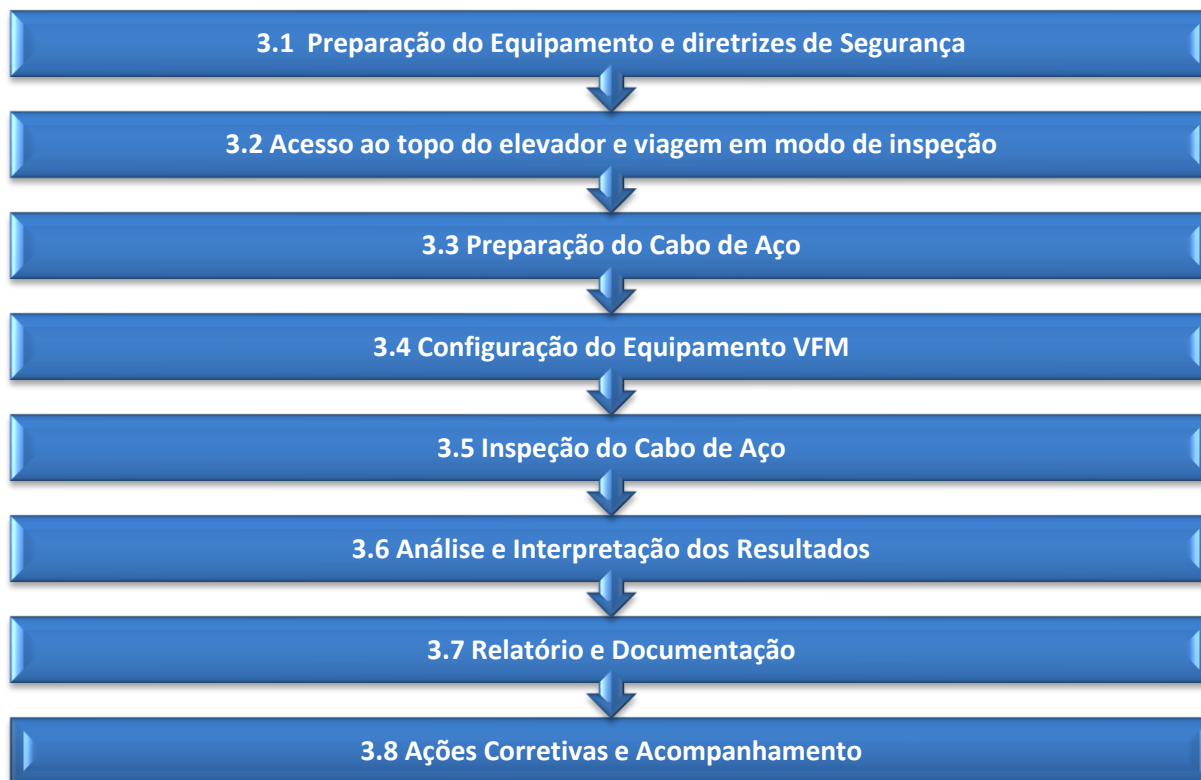 3.1 Preparação do Equipamento e diretrizes de Segurança
3.2 Acesso ao topo do elevador e viagem em modo de inspeção
3.3 Preparação do Cabo de Aço
3.4 Configuração do Equipamento VFM
3.5 Inspeção do Cabo de Aço
3.6 Análise e Interpretação dos Resultados
3.7 Relatório e Documentação
3.8 Ações Corretivas e Acompanhamento